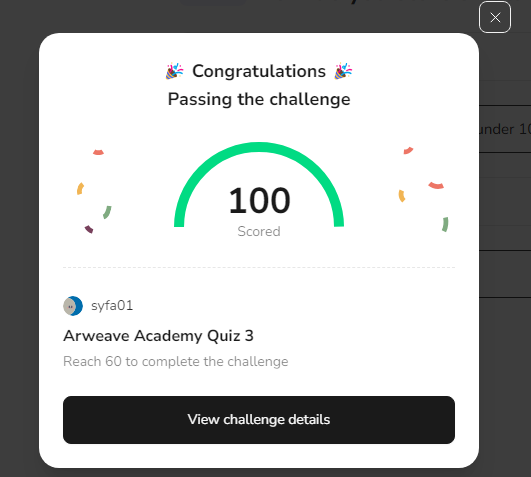 Congratulations
Passing the challenge
under 10
100
Scored
syfa01
Arweave Academy Quiz 3
Reach 60 to complete the challenge
View challenge details